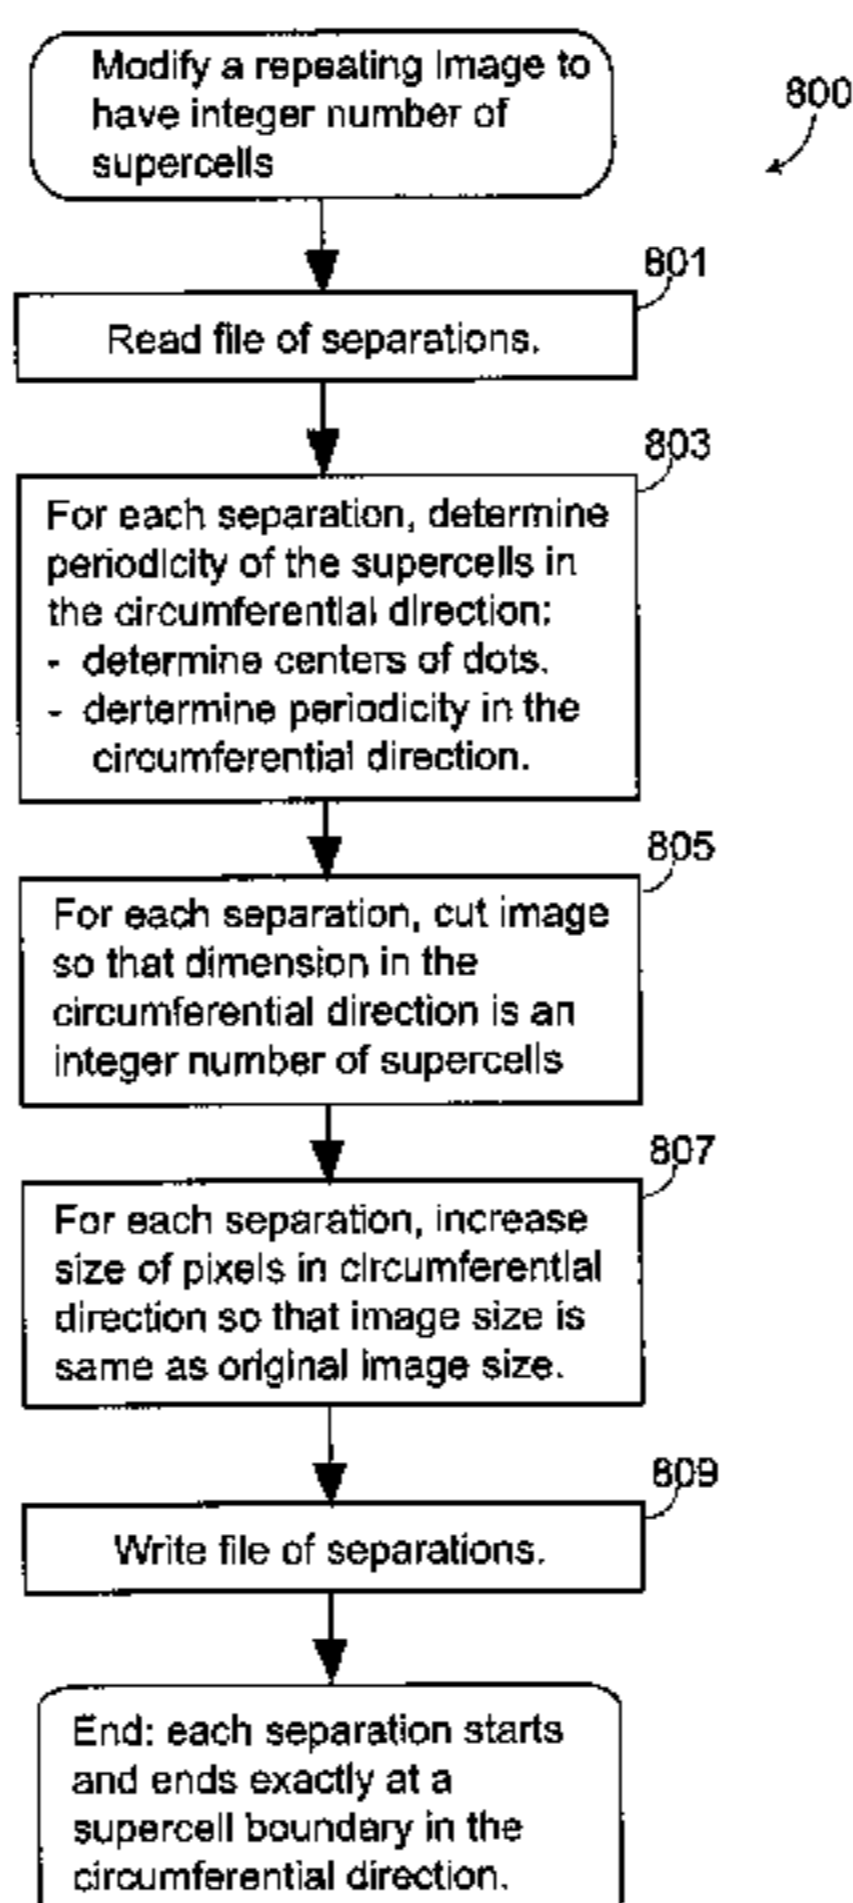 Modify a repeating image to
have integer number of
supercells
800
801
Read file of separations.
803
For each separation, determine
periodicity of the supercells in
the circumferential direction:
- determine centers of dots.
- dertermine periodicity in the
circumferential direction.
805
For each separation, cut image
so that dimension in the
circumferential direction is an
integer number of supercells
807
For each separation, increase
size of pixels in circumferential
direction so that image size is
same as original image size.
809
Write file of separations.
End: each separation starts
and ends exactly at a
supercell boundary in the
circumferential direction.